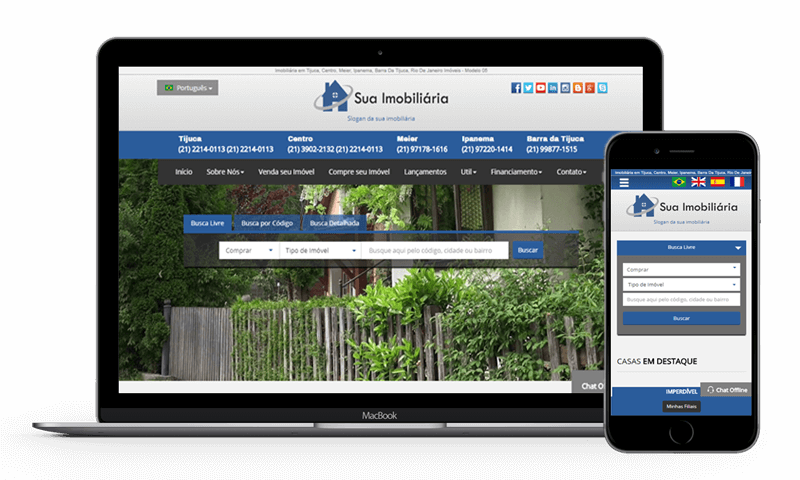 Imobiliária em Tijuca, Centro, Meier, Ipanema, Barra Da Tijuca, Rio De Janeiro Imóveis - Modelo 05
Português
Sua Imobiliária
Slogan da sua imobiliária
Tijuca Centro Meier Ipanema Barra da Tijuca
(21) 2214-0113 (21) 2214-0113 (21) 3902-2132 (21) 2214-0113 (21) 97178-1616 (21) 97220-1414 (21) 99877-1515
Início Sobre Nós Venda seu Imóvel Compre seu Imóvel Lançamentos Util Financiamento Contato
Busca Livre Busca por Código Busca Detalhada
Comprar Tipo de Imóvel Busque aqui pelo código, cidade ou bairro Buscar
Chat O
MacBook
Imobiliária em Tijuca, Centro, Meier, Ipanema, Barra Da Tijuca, Rio De Janei
Sua Imobiliária
Slogan da sua imobiliária
Busca Livre
Comprar
Tipo de Imóvel
Busque aqui pelo código, cidade ou bairro
Buscar
CASAS EM DESTAQUE
IMPERDÍVEL Chat Offline
Minhas Filiais